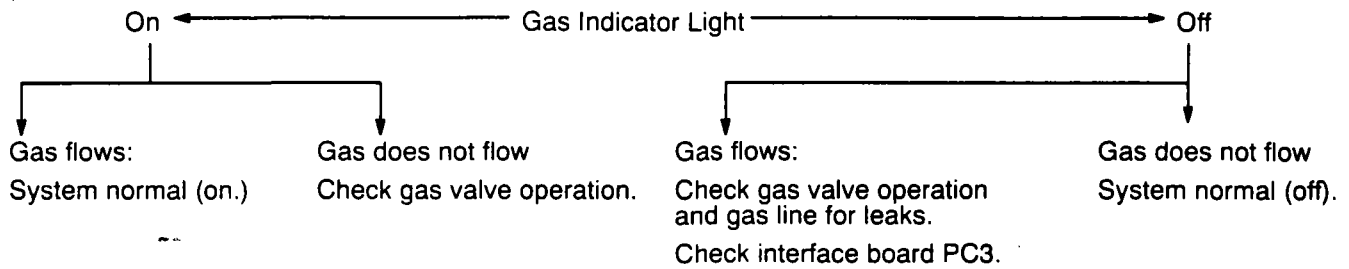 On Gas Indicator Light Off
Gas flows:
System normal (on.)
Gas does not flow
Check gas valve operation.
Gas flows:
Check gas valve operation
and gas line for leaks.
Check interface board PC3.
Gas does not flow
System normal (off).